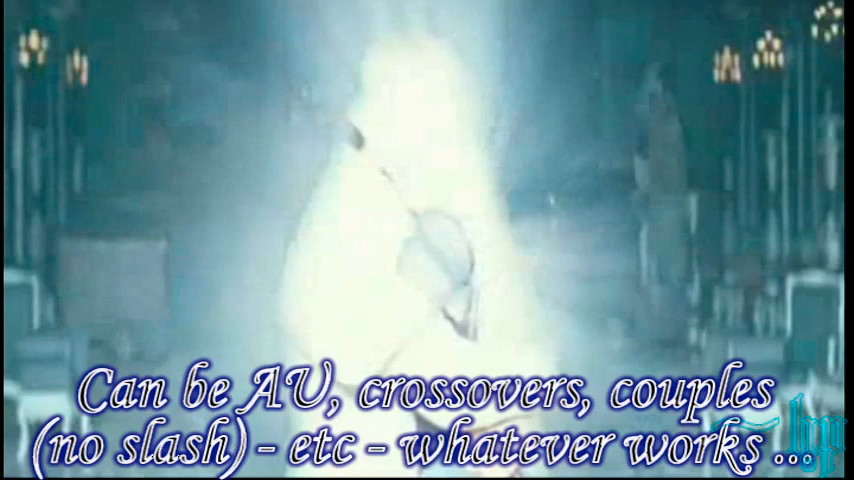 Can be AU, crossovers, couples
(no slash) - etc - whatever works ...